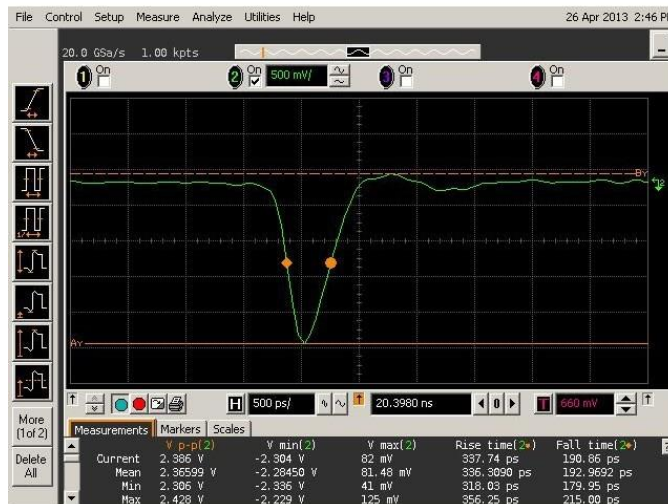 File Control Setup Measure Analyze Utilities Help 26 Apr 2013 2:46 PM
20.0 GSa/s 1.00 kpts
1 On 2 On 500 mV/ 3 On 4 On
BY
2
AY
H 500 ps/ 20.3980 ns 0 T 660 mV
More
(1 of 2)
Delete
All
Measurements Markers Scales
V p-p(2) V min(2) V max(2) Rise time(2) Fall time(2)
Current 2.386 V -2.304 V 82 mV 337.74 ps 190.86 ps
Mean 2.36599 V -2.28450 V 81.48 mV 336.3090 ps 192.9692 ps
Min 2.306 V -2.336 V 41 mV 318.03 ps 179.95 ps
Max 2.428 V -2.229 V 125 mV 356.25 ps 215.00 ps